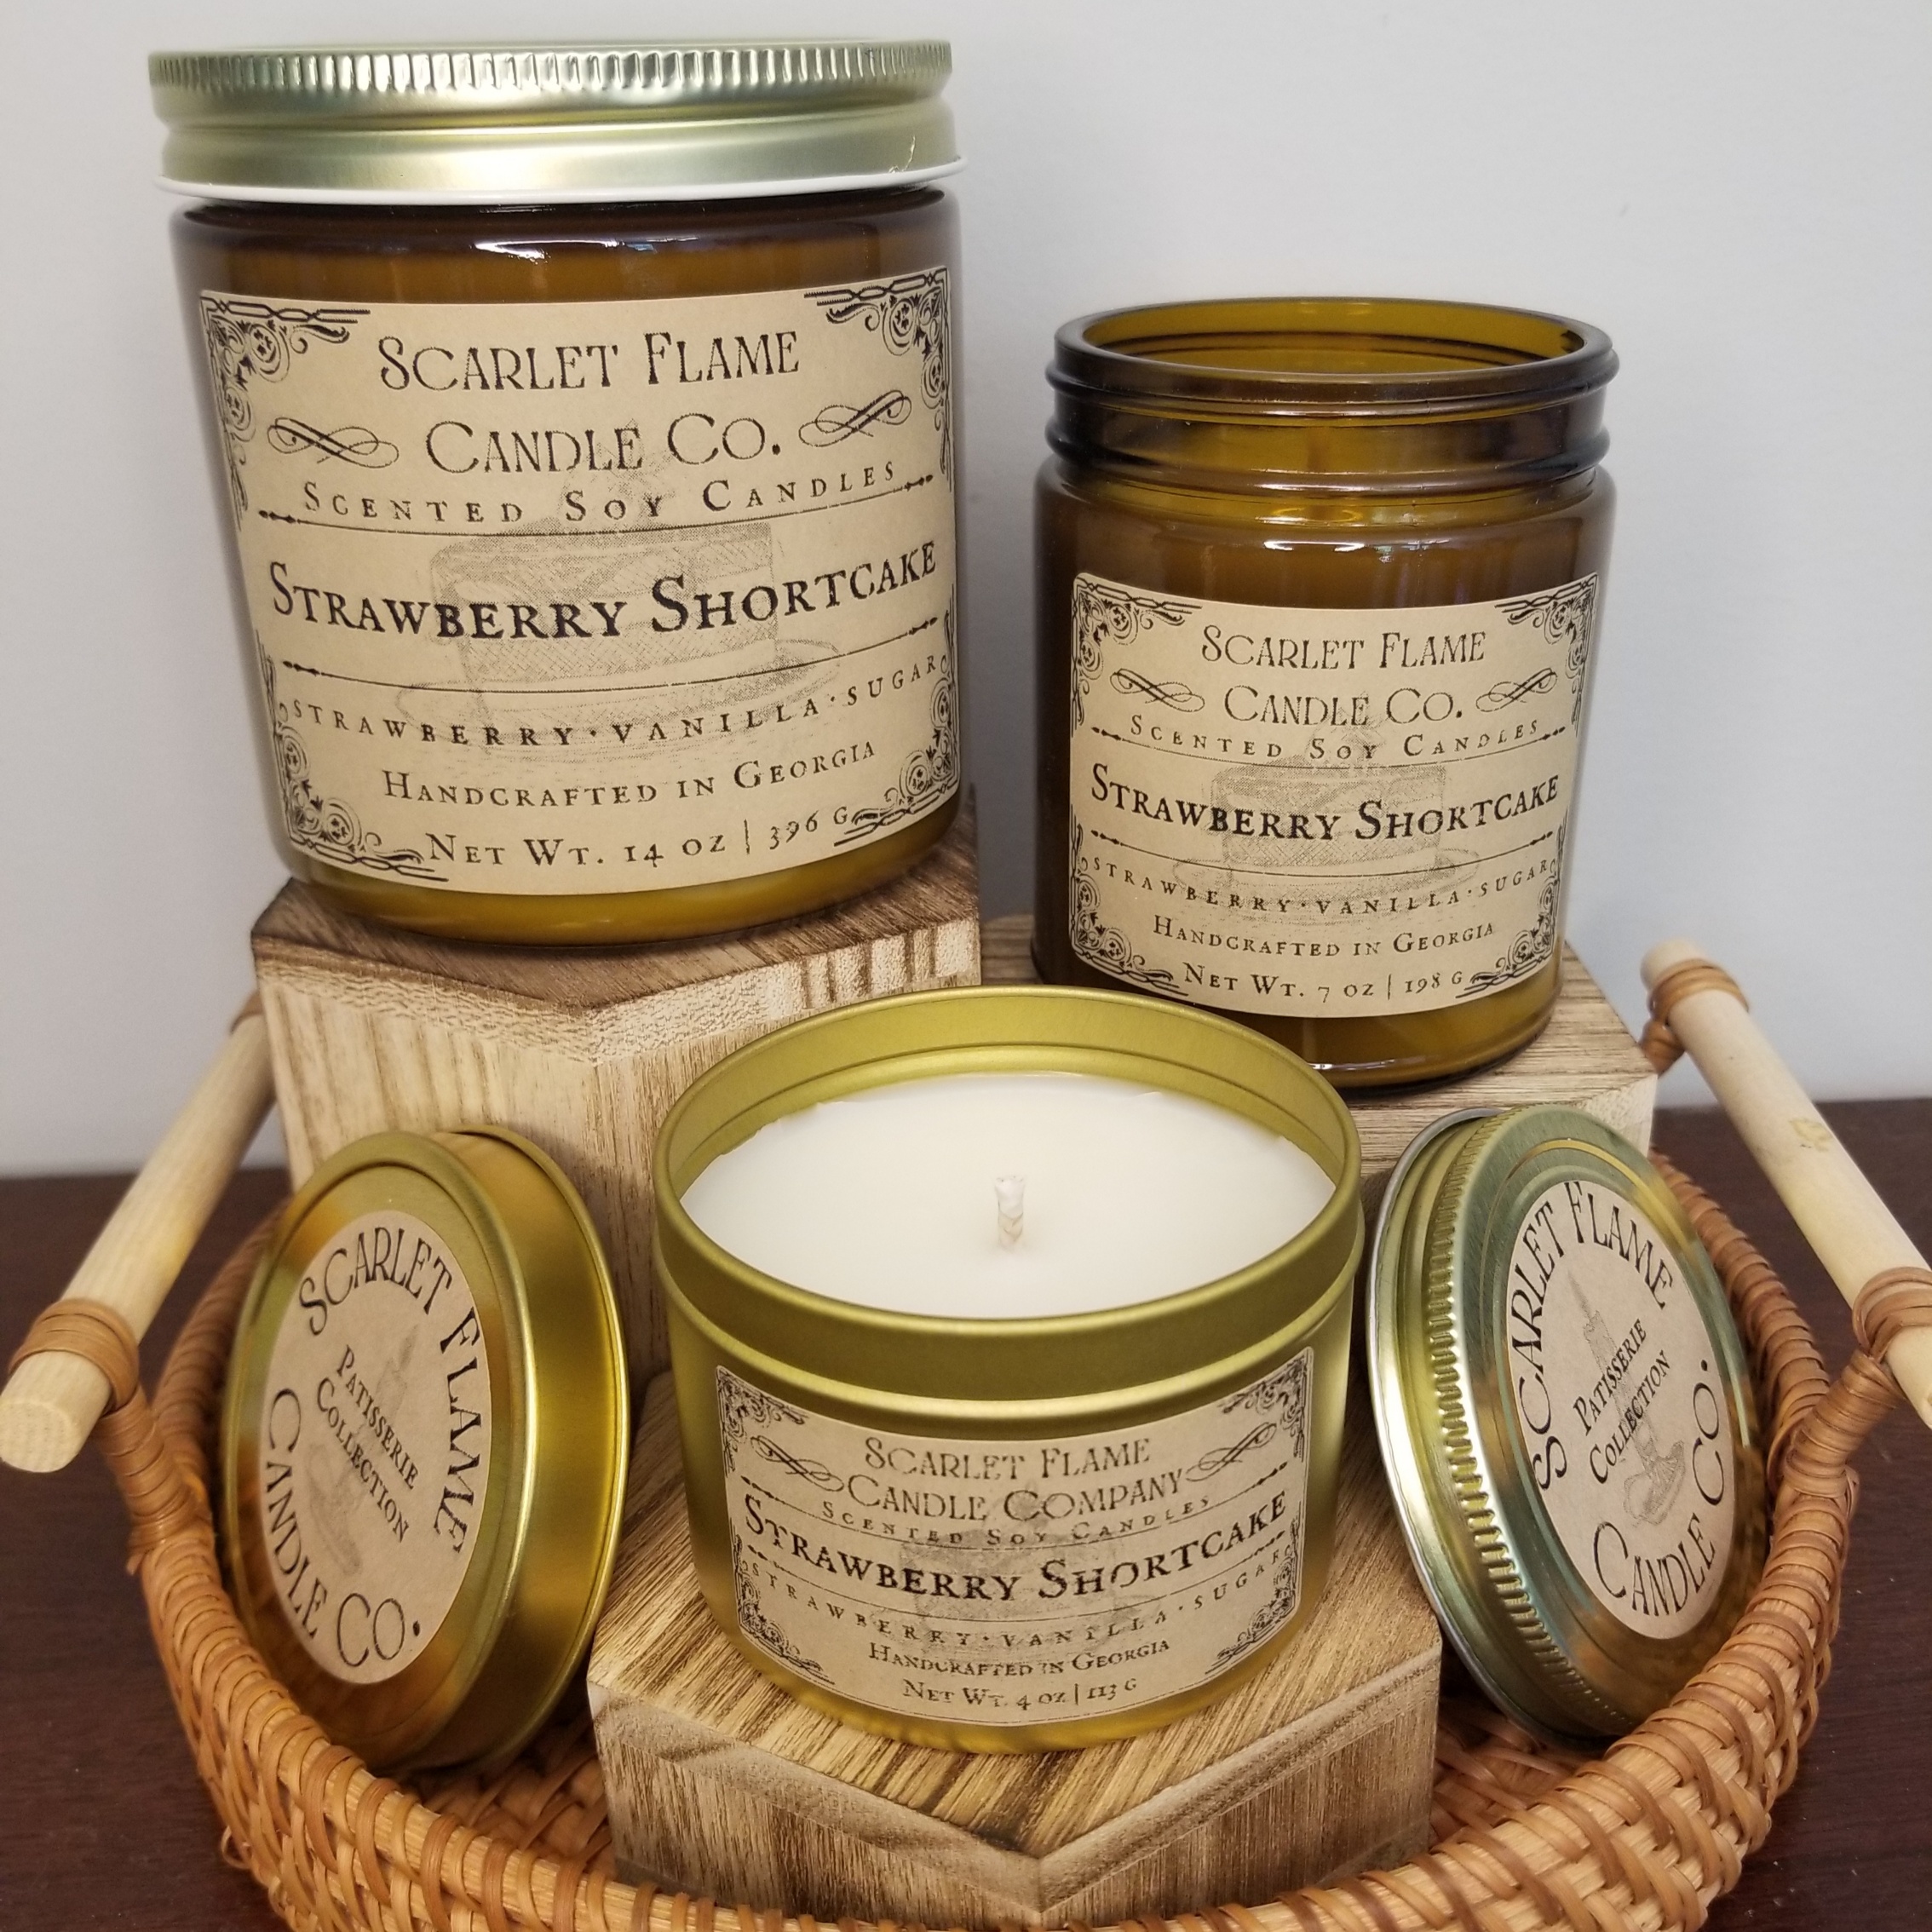 Scarlet Flame
Candle Co.
Scented Soy Candles
Strawberry Shortcake
Strawberry · Vanilla · Sugar
Handcrafted in Georgia
Net Wt. 14 oz | 396 g
Scarlet Flame
Candle Co.
Scented Soy Candles
Strawberry Shortcake
Strawberry · Vanilla · Sugar
Handcrafted in Georgia
Net Wt. 7 oz | 198 g
Scarlet Flame
Patisserie
Collection
Candle Co.
Scarlet Flame
Candle Company
Scented Soy Candles
Strawberry Shortcake
Strawberry · Vanilla · Sugar
Handcrafted in Georgia
Net Wt. 4 oz | 113 g
Scarlet Flame
Patisserie
Collection
Candle Co.